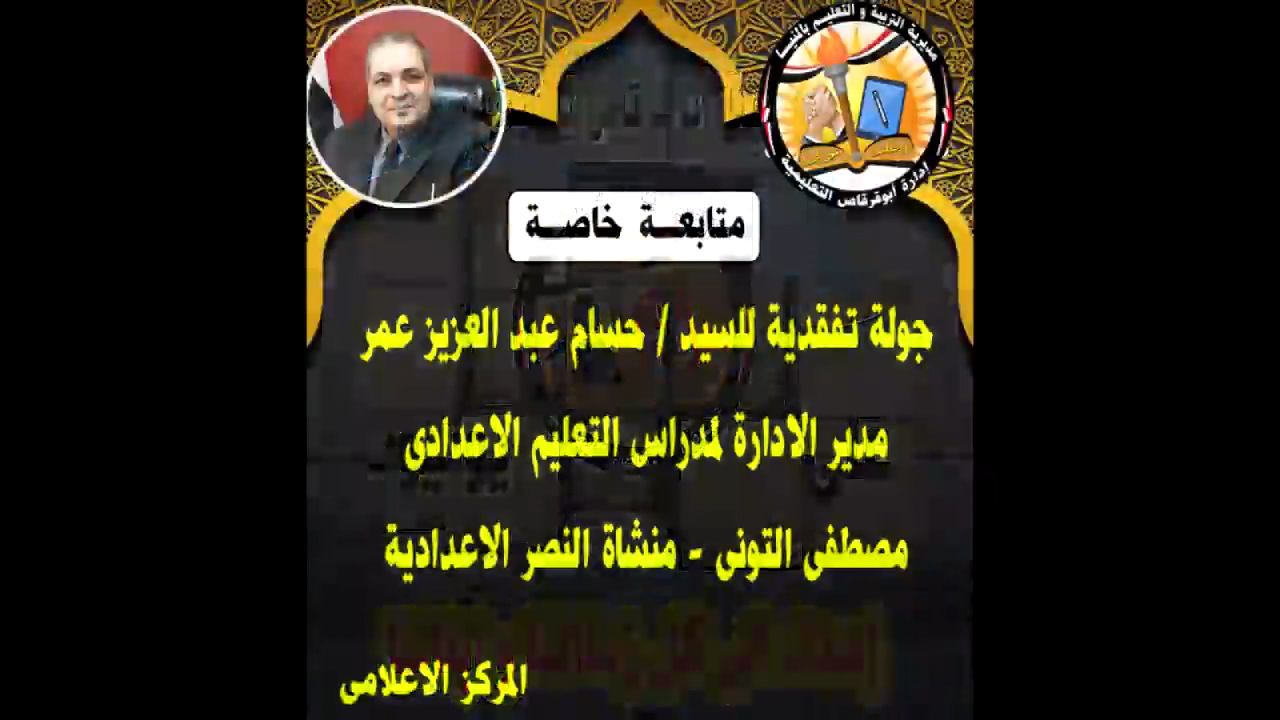 مديرية التربية و التعليم بالمنيا
إدارة أبوقرقاص التعليمية
متابعة خاصة
جولة تفقدية للسيد / حسام عبد العزيز عمر
مدير الادارة لمدراس التعليم الاعدادى
مصطفى التونى - منشاة النصر الاعدادية
المركز الاعلامى